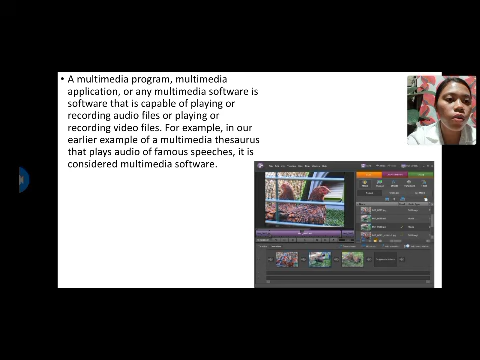 • A multimedia program, multimedia
application, or any multimedia software is
software that is capable of playing or
recording audio files or playing or
recording video files. For example, in our
earlier example of a multimedia thesaurus
that plays audio of famous speeches, it is
considered multimedia software.